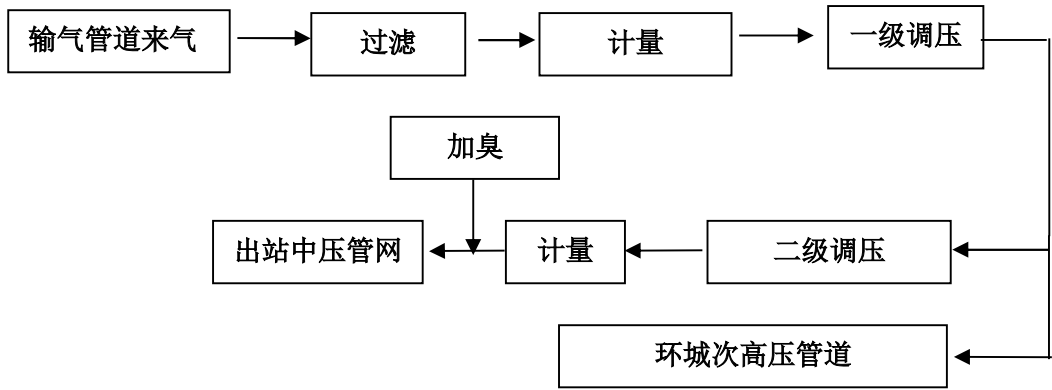 输气管道来气
过滤
计量
一级调压
加臭
出站中压管网
计量
二级调压
环城次高压管道